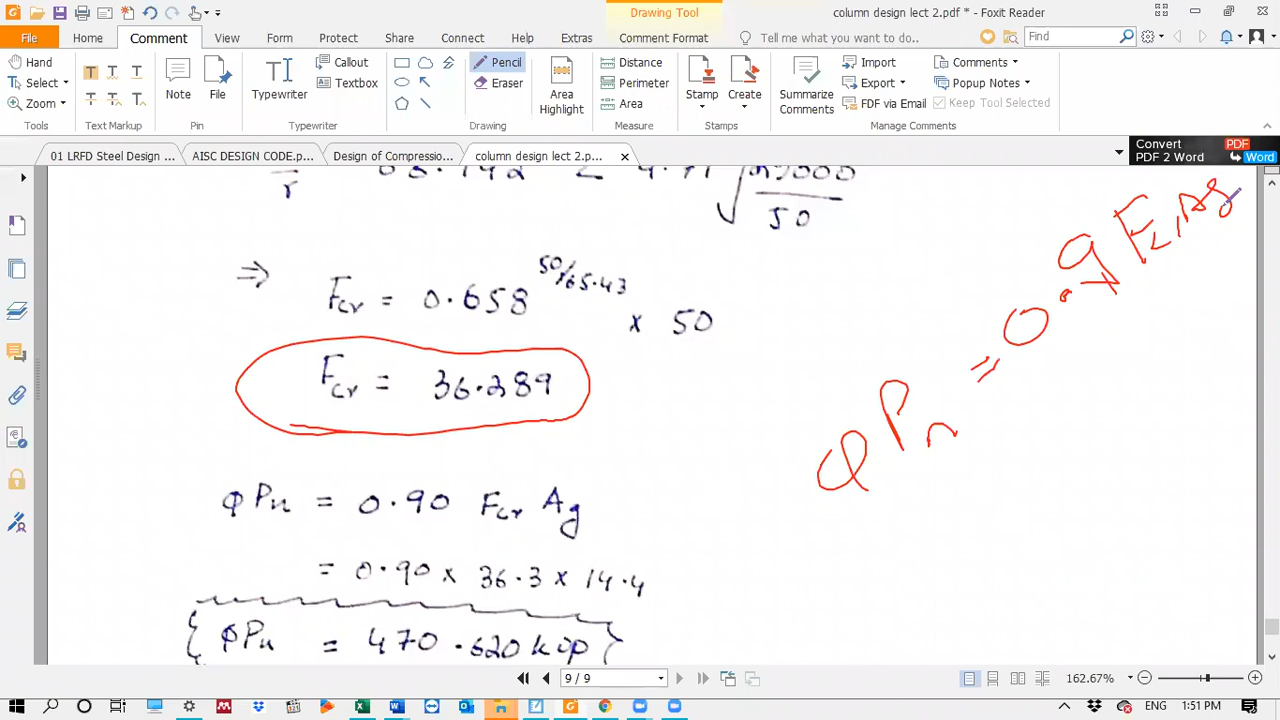 Drawing Tool
column design lect 2.pdf * - Foxit Reader
File Home Comment View Form Protect Share Connect Help Extras Comment Format Tell me what you want to do.. Find
Hand Select Zoom Tools
T T T T T T Text Markup
Note File Pin
Typewriter Callout Textbox Typewriter
Pencil Eraser Drawing
Area Highlight Distance Perimeter Area Measure
Stamp Create Stamps
Summarize Comments Import Export FDF via Email Comments Popup Notes Keep Tool Selected Manage Comments
01 LRFD Steel Design ... AISC DESIGN CODE.p... Design of Compressio... column design lect 2.p...
Convert PDF
PDF 2 Word Word
r
50
⇒ Fcr = 0.658 50/65.43 x 50
Fcr = 36.289
φPn = 0.9 Fcr Ag
φPn = 0.90 Fcr Ag
= 0.90 x 36.3 x 14.4
φPn = 470.620 kip
9 / 9
162.67%
1:51 PM